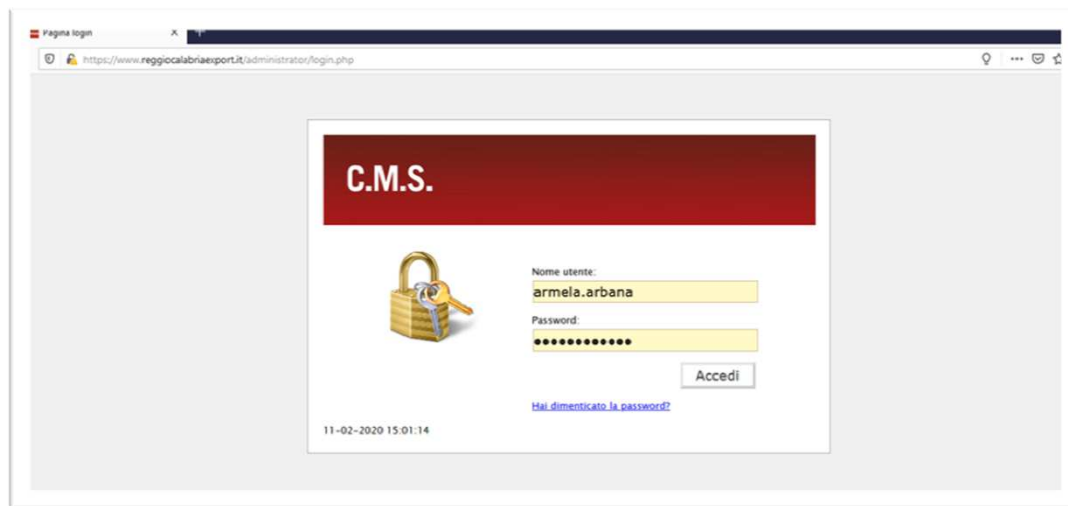 Pagina login
https://www.reggiocalabriaexport.it/administrator/login.php
C.M.S.
Nome utente:
armela.arbana
Password:
••••••••••••
Accedi
Hai dimenticato la password?
11-02-2020 15:01:14